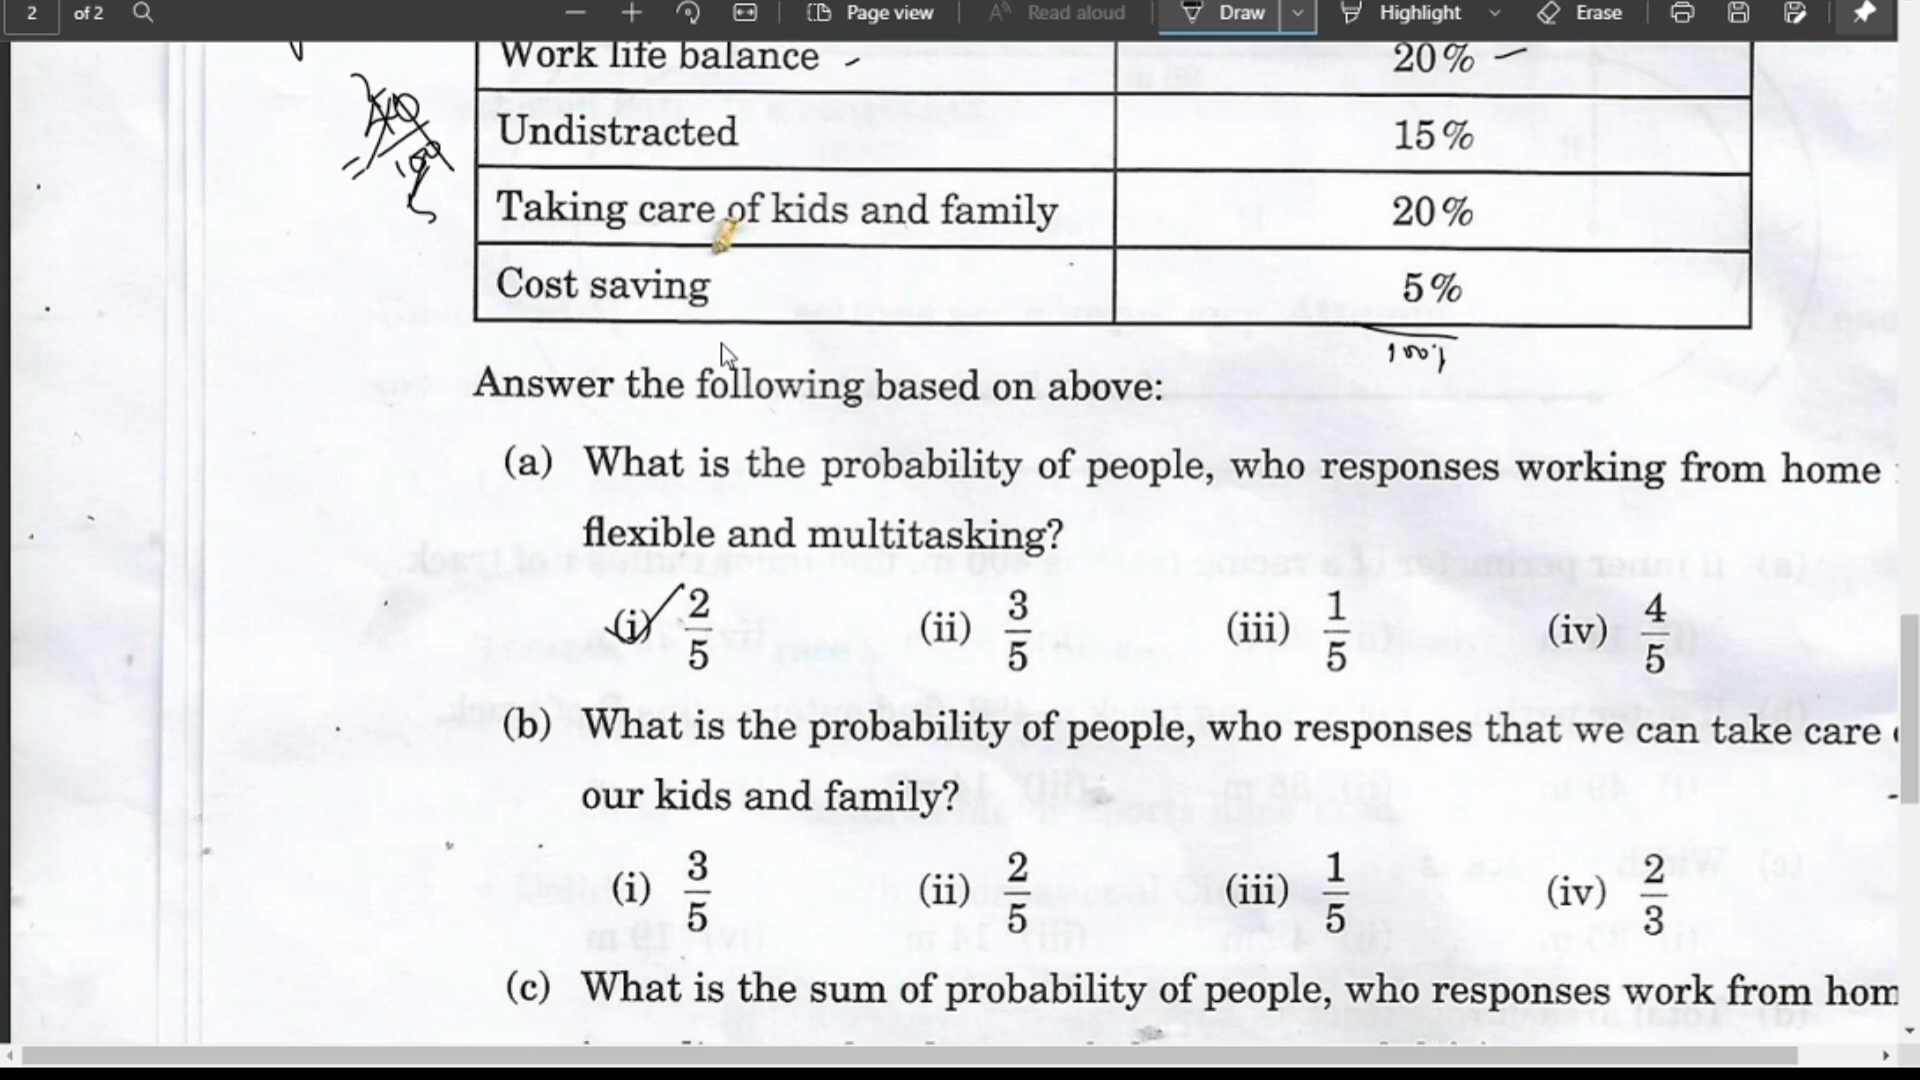 2 of 2 Page view Read aloud Draw Highlight Erase
Work life balance 20%
40
100
Undistracted 15%
Taking care of kids and family 20%
Cost saving 5%
100%
Answer the following based on above:
(a) What is the probability of people, who responses working from home
flexible and multitasking?
(i) 2/5 (ii) 3/5 (iii) 1/5 (iv) 4/5
(b) What is the probability of people, who responses that we can take care
our kids and family?
(i) 3/5 (ii) 2/5 (iii) 1/5 (iv) 2/3
(c) What is the sum of probability of people, who responses work from hom